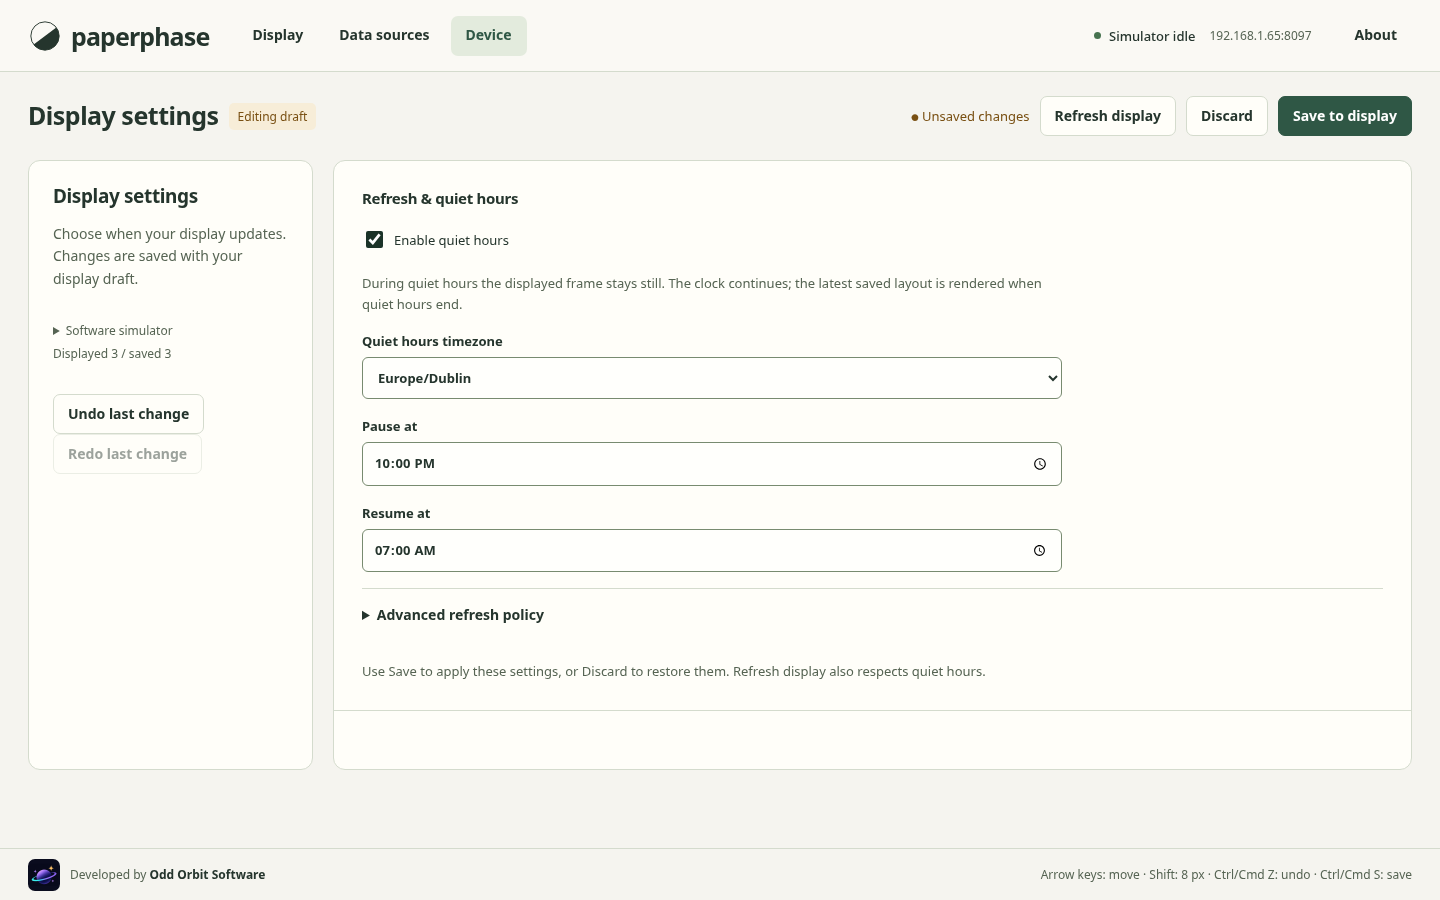 paperphase
Display
Data sources
Device
Simulator idle
192.168.1.65:8097
About
Display settings
Editing draft
Unsaved changes
Refresh display
Discard
Save to display
Display settings
Choose when your display updates.
Changes are saved with your
display draft.
Software simulator
Displayed 3 / saved 3
Undo last change
Redo last change
Refresh & quiet hours
Enable quiet hours
During quiet hours the displayed frame stays still. The clock continues; the latest saved layout is rendered when
quiet hours end.
Quiet hours timezone
Europe/Dublin
Pause at
10:00 PM
Resume at
07:00 AM
Advanced refresh policy
Use Save to apply these settings, or Discard to restore them. Refresh display also respects quiet hours.
Developed by Odd Orbit Software
Arrow keys: move · Shift: 8 px · Ctrl/Cmd Z: undo · Ctrl/Cmd S: save